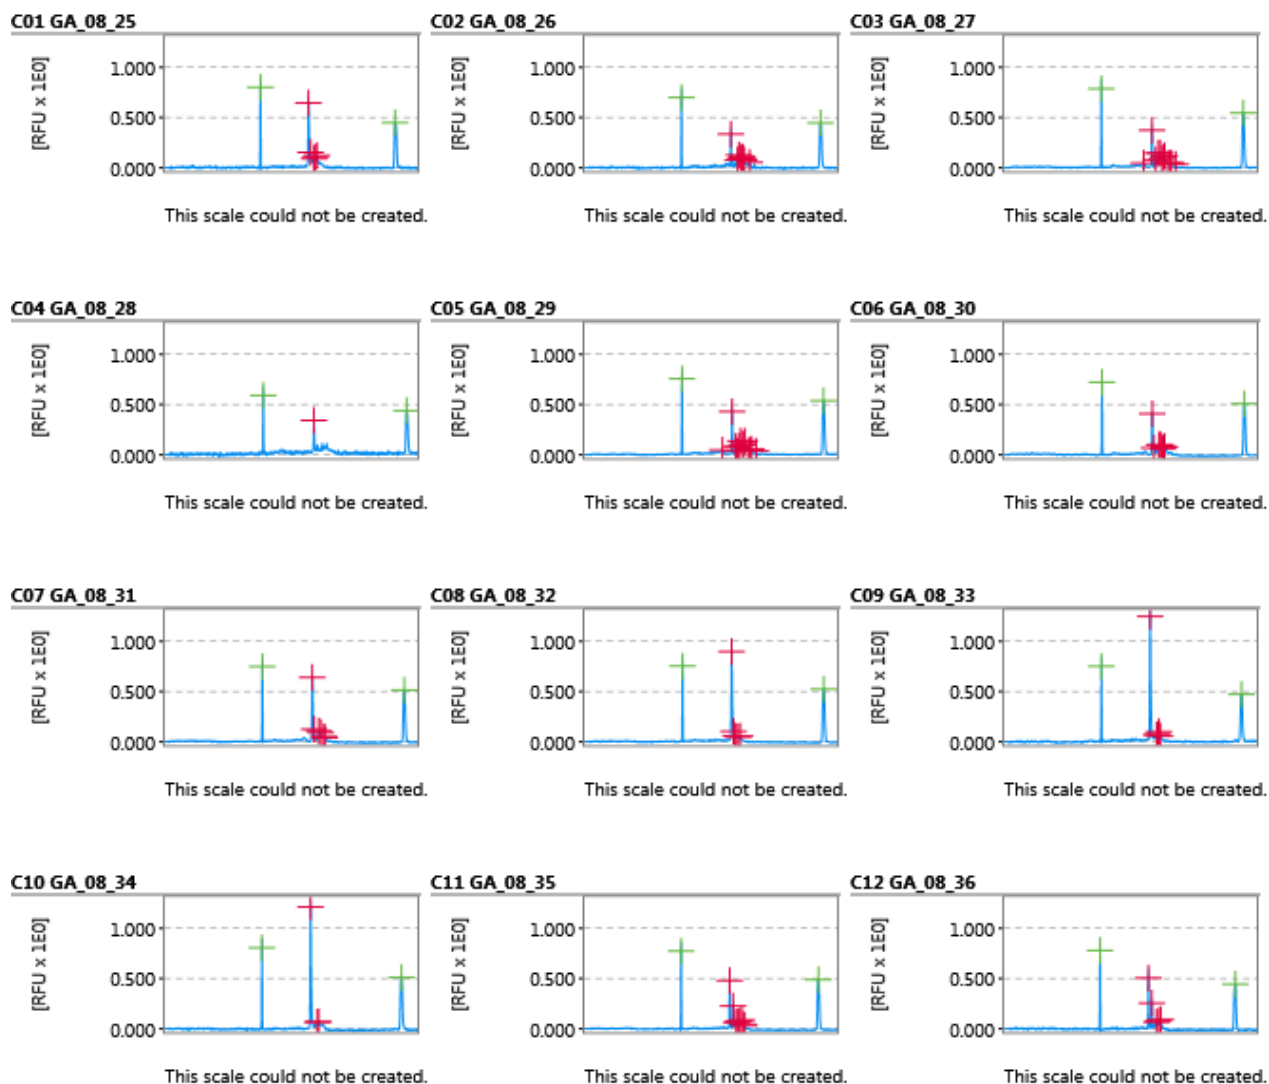 C01 GA_08_25 C02 GA_08_26 C03 GA_08_27
[RFU x 1E0] 1.000 0.500 0.000 [RFU x 1E0] 1.000 0.500 0.000 [RFU x 1E0] 1.000 0.500 0.000
This scale could not be created. This scale could not be created. This scale could not be created.
C04 GA_08_28 C05 GA_08_29 C06 GA_08_30
[RFU x 1E0] 1.000 0.500 0.000 [RFU x 1E0] 1.000 0.500 0.000 [RFU x 1E0] 1.000 0.500 0.000
This scale could not be created. This scale could not be created. This scale could not be created.
C07 GA_08_31 C08 GA_08_32 C09 GA_08_33
[RFU x 1E0] 1.000 0.500 0.000 [RFU x 1E0] 1.000 0.500 0.000 [RFU x 1E0] 1.000 0.500 0.000
This scale could not be created. This scale could not be created. This scale could not be created.
C10 GA_08_34 C11 GA_08_35 C12 GA_08_36
[RFU x 1E0] 1.000 0.500 0.000 [RFU x 1E0] 1.000 0.500 0.000 [RFU x 1E0] 1.000 0.500 0.000
This scale could not be created. This scale could not be created. This scale could not be created.